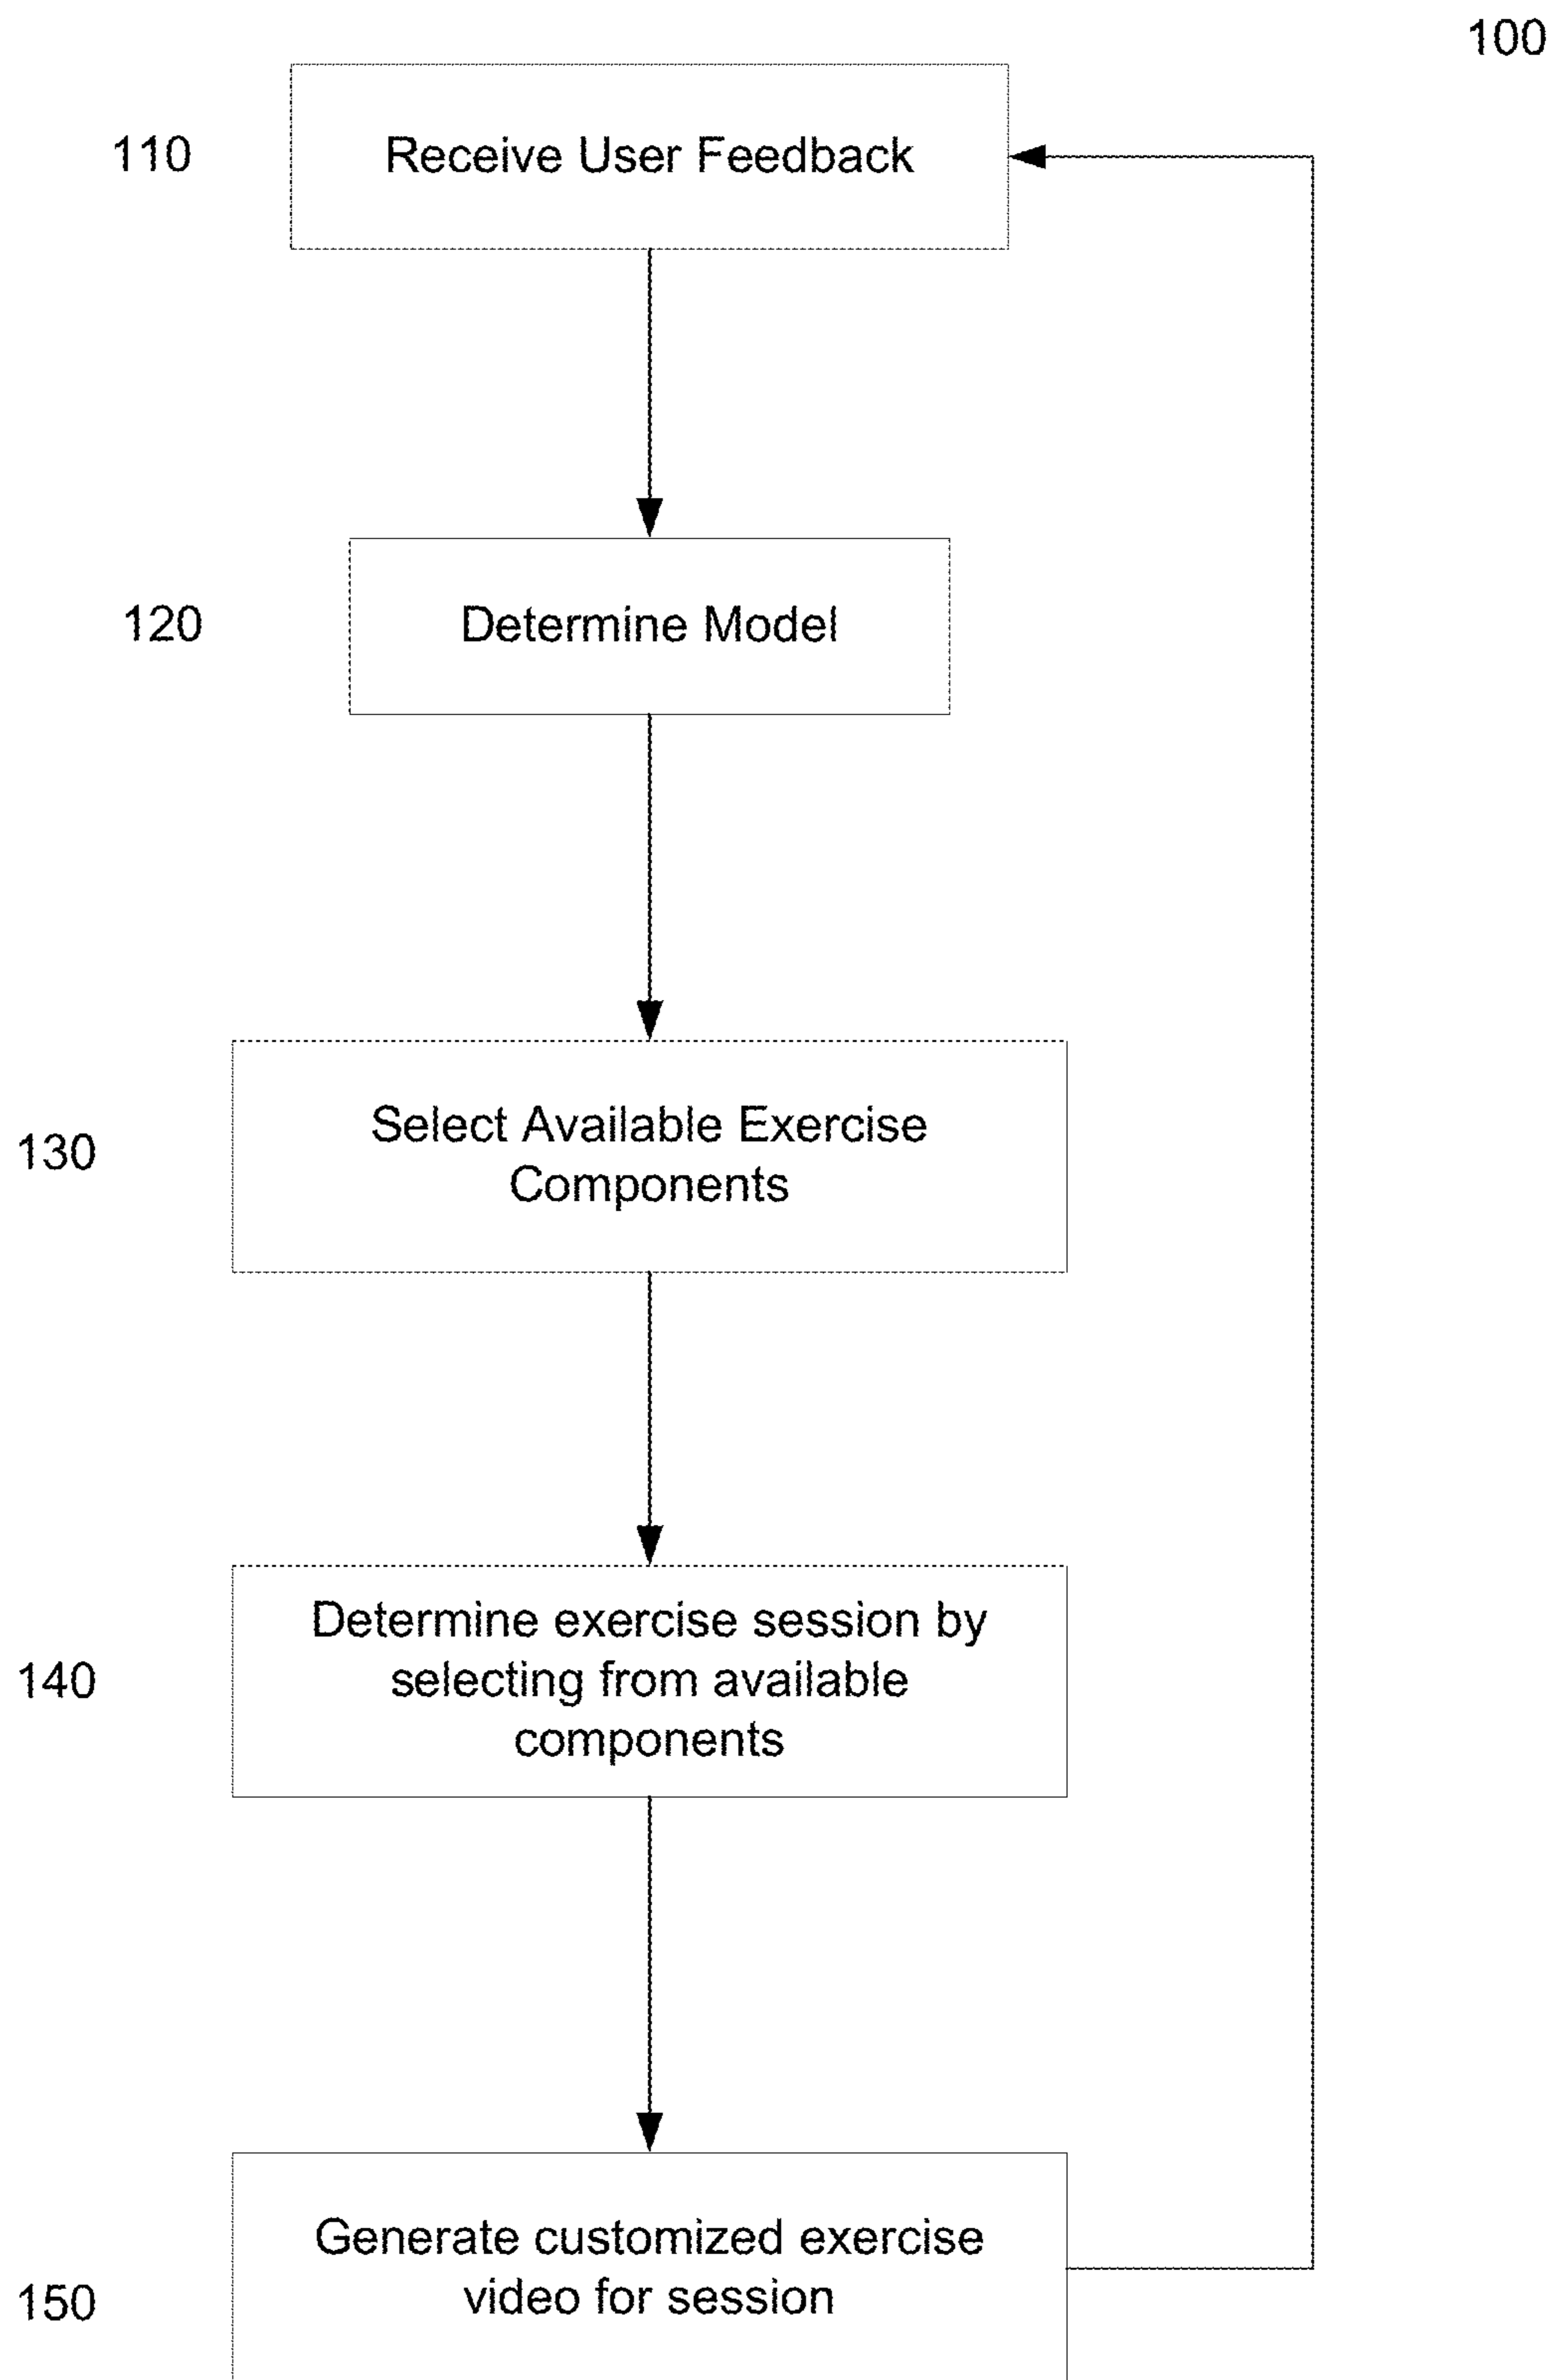 100
110
Receive User Feedback
120
Determine Model
130
Select Available Exercise
Components
140
Determine exercise session by
selecting from available
components
150
Generate customized exercise
video for session